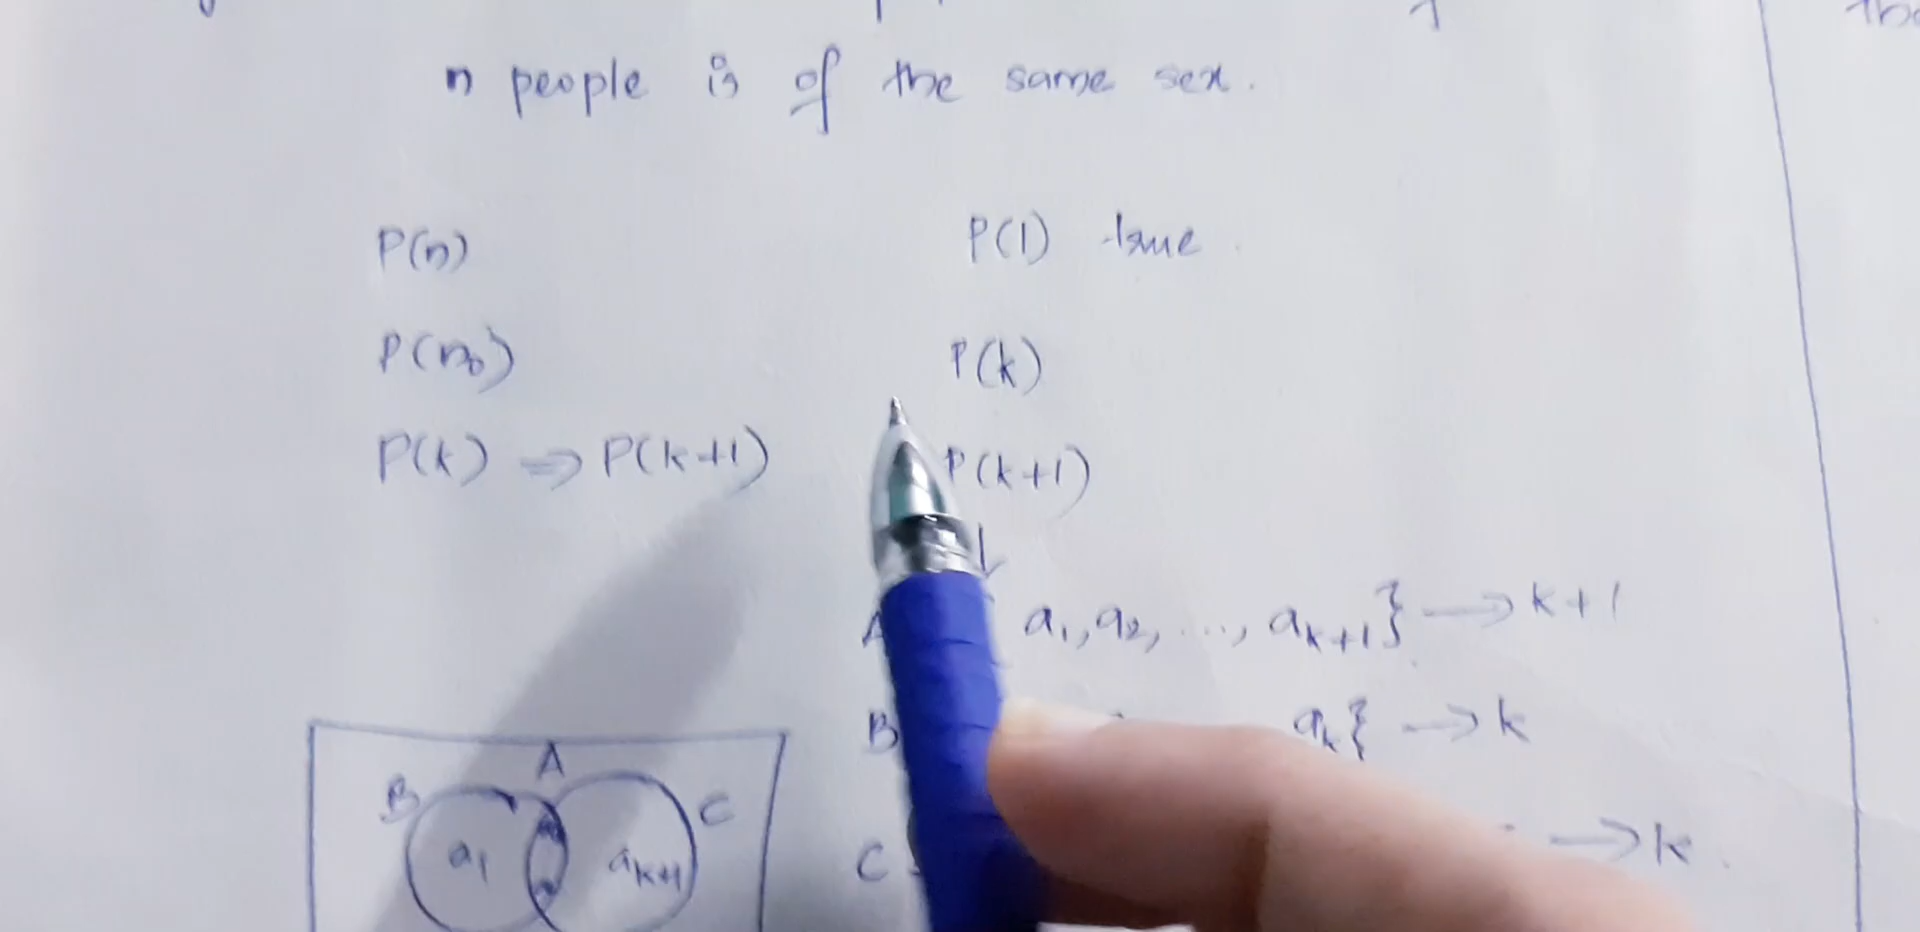 n people is of the same sex.
P(n)
P(n₀)
P(k) ⇒ P(k+1)
P(1) true.
P(k)
P(k+1)
↓
A a₁, a₂, ..., aₖ₊₁} → k+1
B aₖ} → k
C → k.
A
B C
a₁ aₖ₊₁